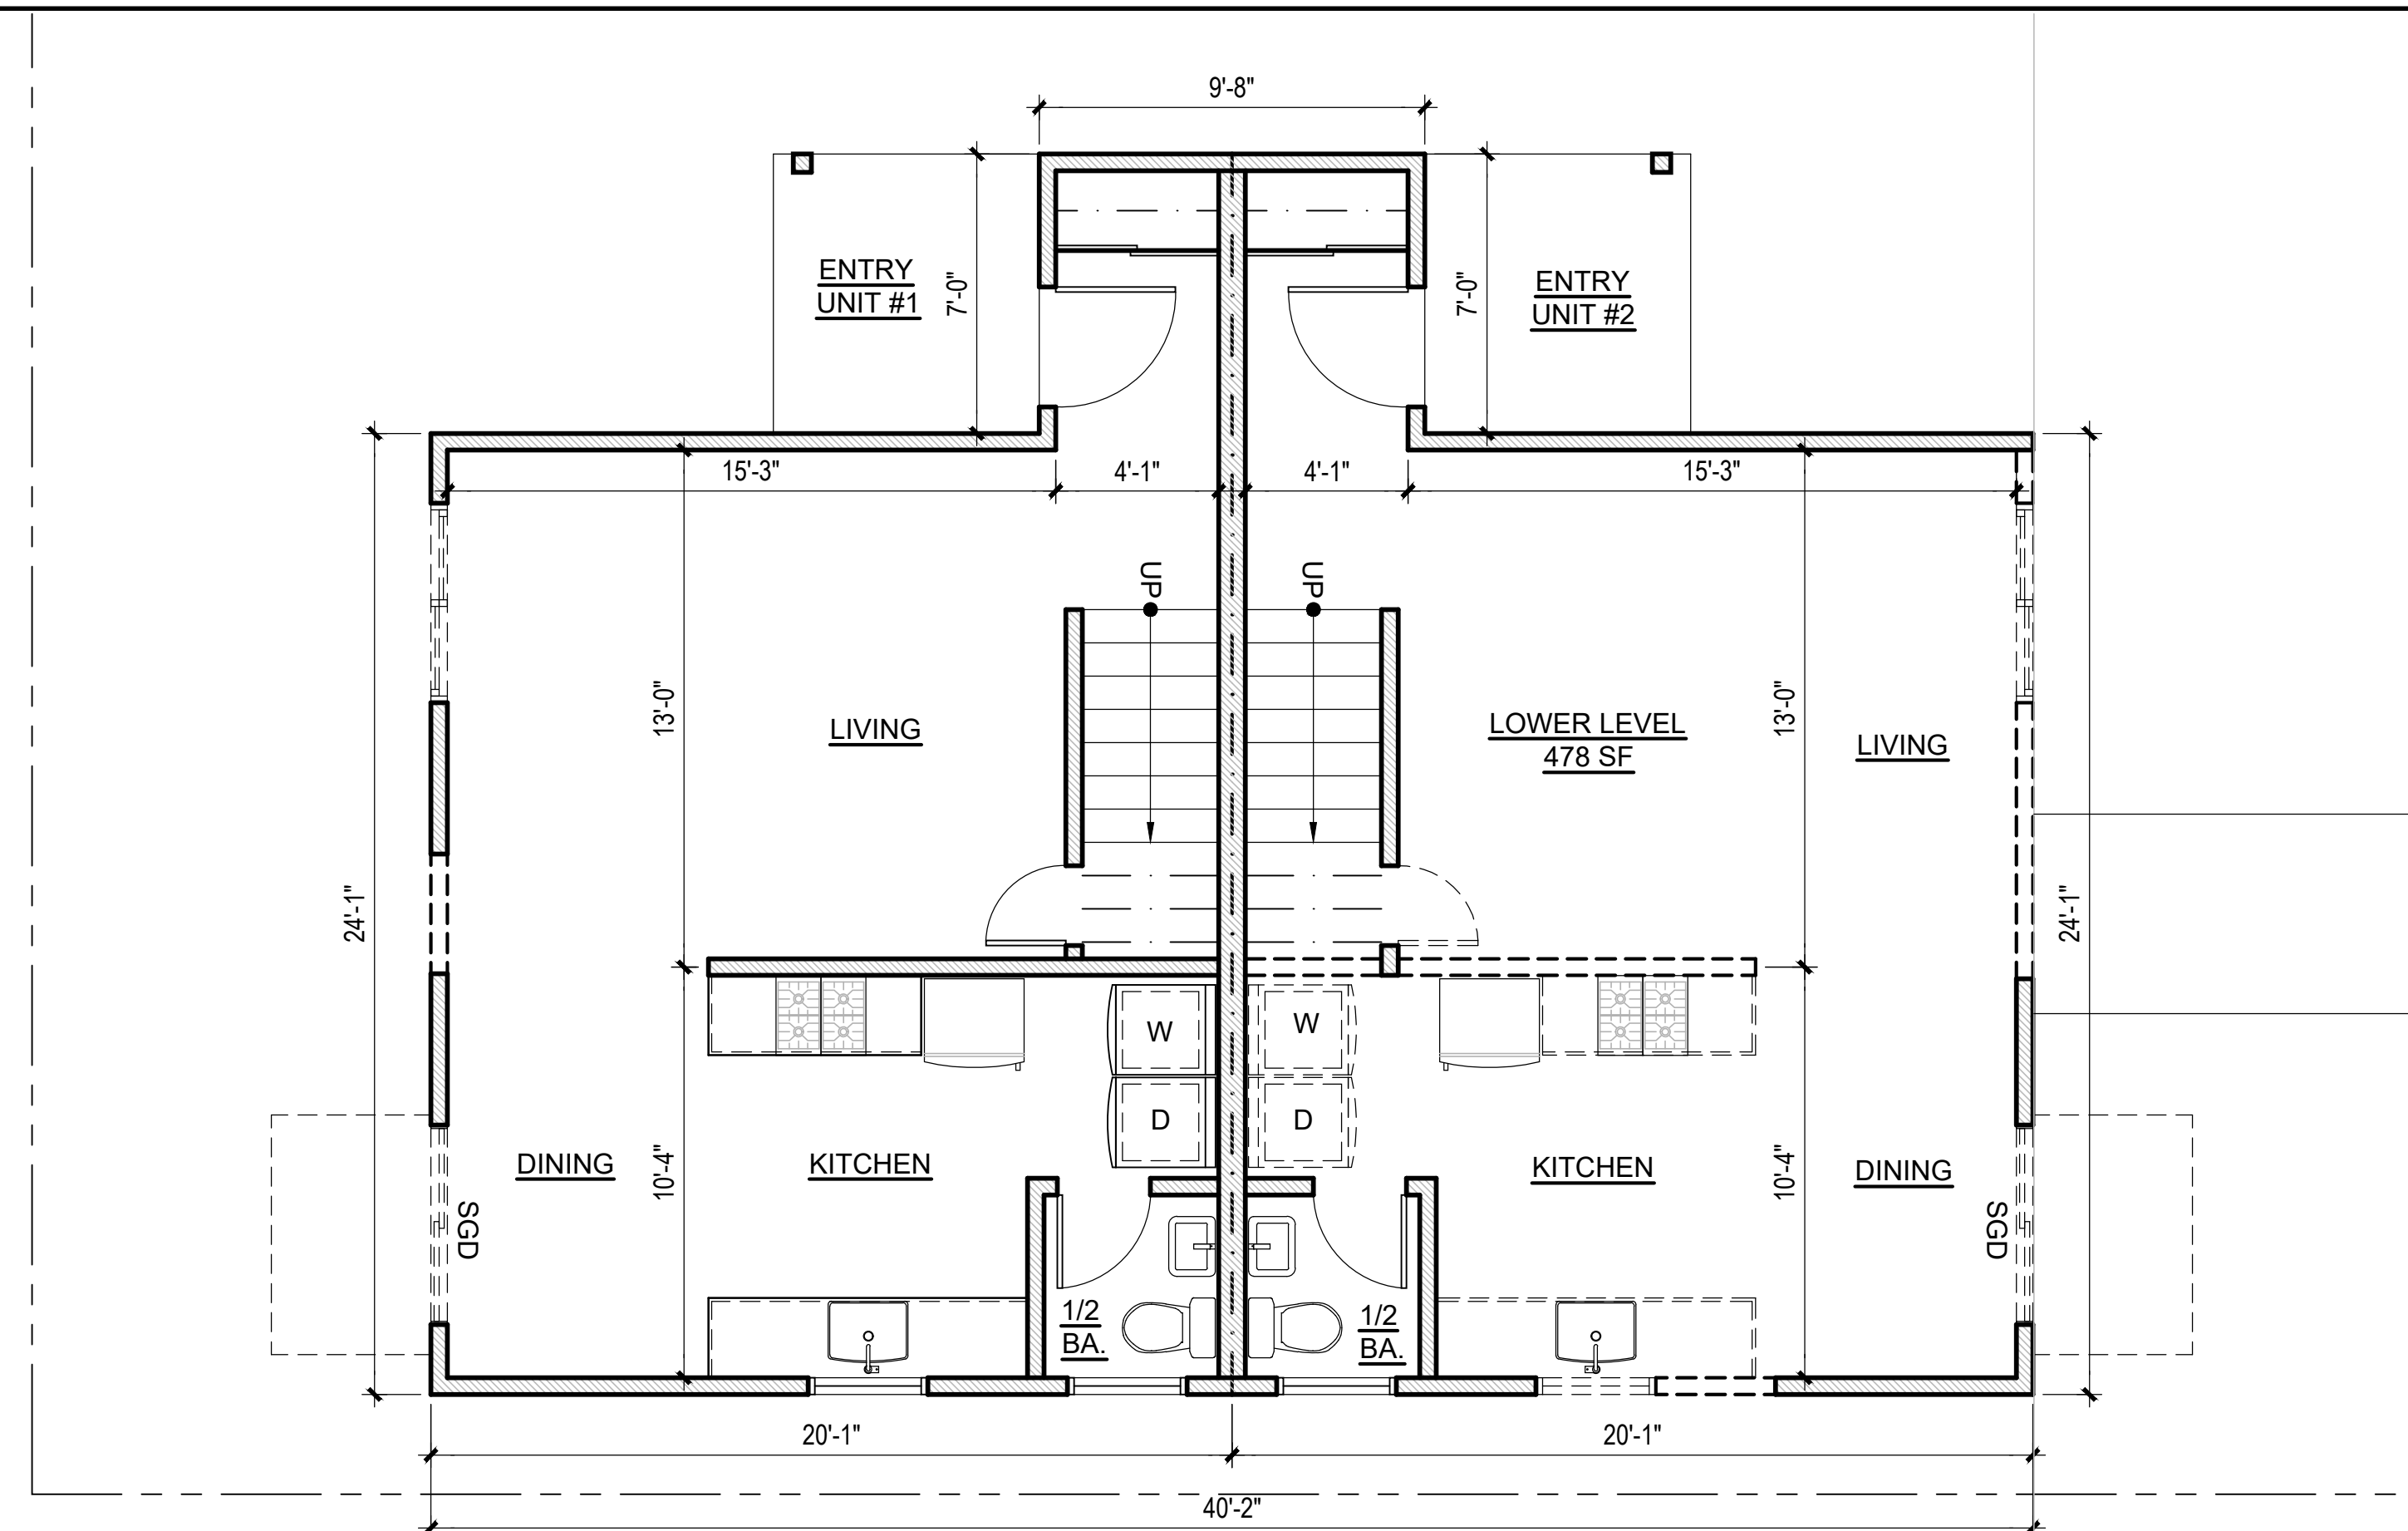 9'-8"
ENTRY
UNIT #1
7'-0"
7'-0"
ENTRY
UNIT #2
15'-3"
4'-1"
4'-1"
15'-3"
UP
UP
13'-0"
LIVING
LOWER LEVEL
478 SF
13'-0"
LIVING
24'-1"
24'-1"
W
W
D
D
DINING
10'-4"
KITCHEN
KITCHEN
10'-4"
DINING
SGD
SGD
1/2
BA.
1/2
BA.
20'-1"
20'-1"
40'-2"